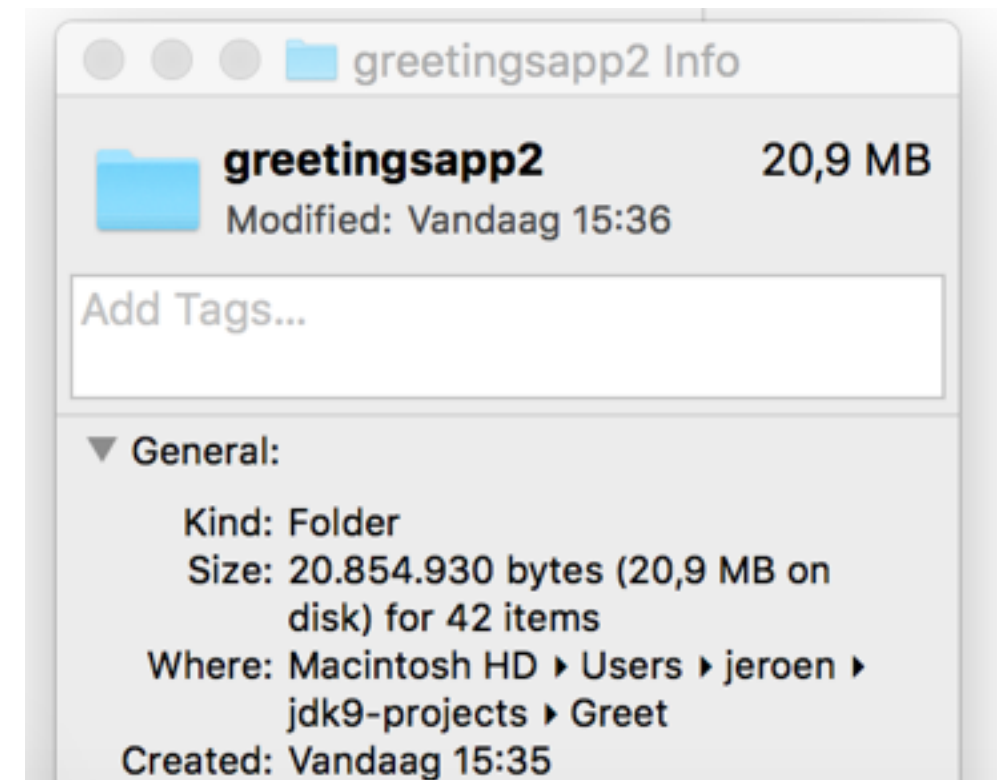 greetingsapp2 Info
greetingsapp2 20,9 MB
Modified: Vandaag 15:36
Add Tags...
General:
Kind: Folder
Size: 20.854.930 bytes (20,9 MB on
disk) for 42 items
Where: Macintosh HD ▸ Users ▸ jeroen ▸
jdk9-projects ▸ Greet
Created: Vandaag 15:35